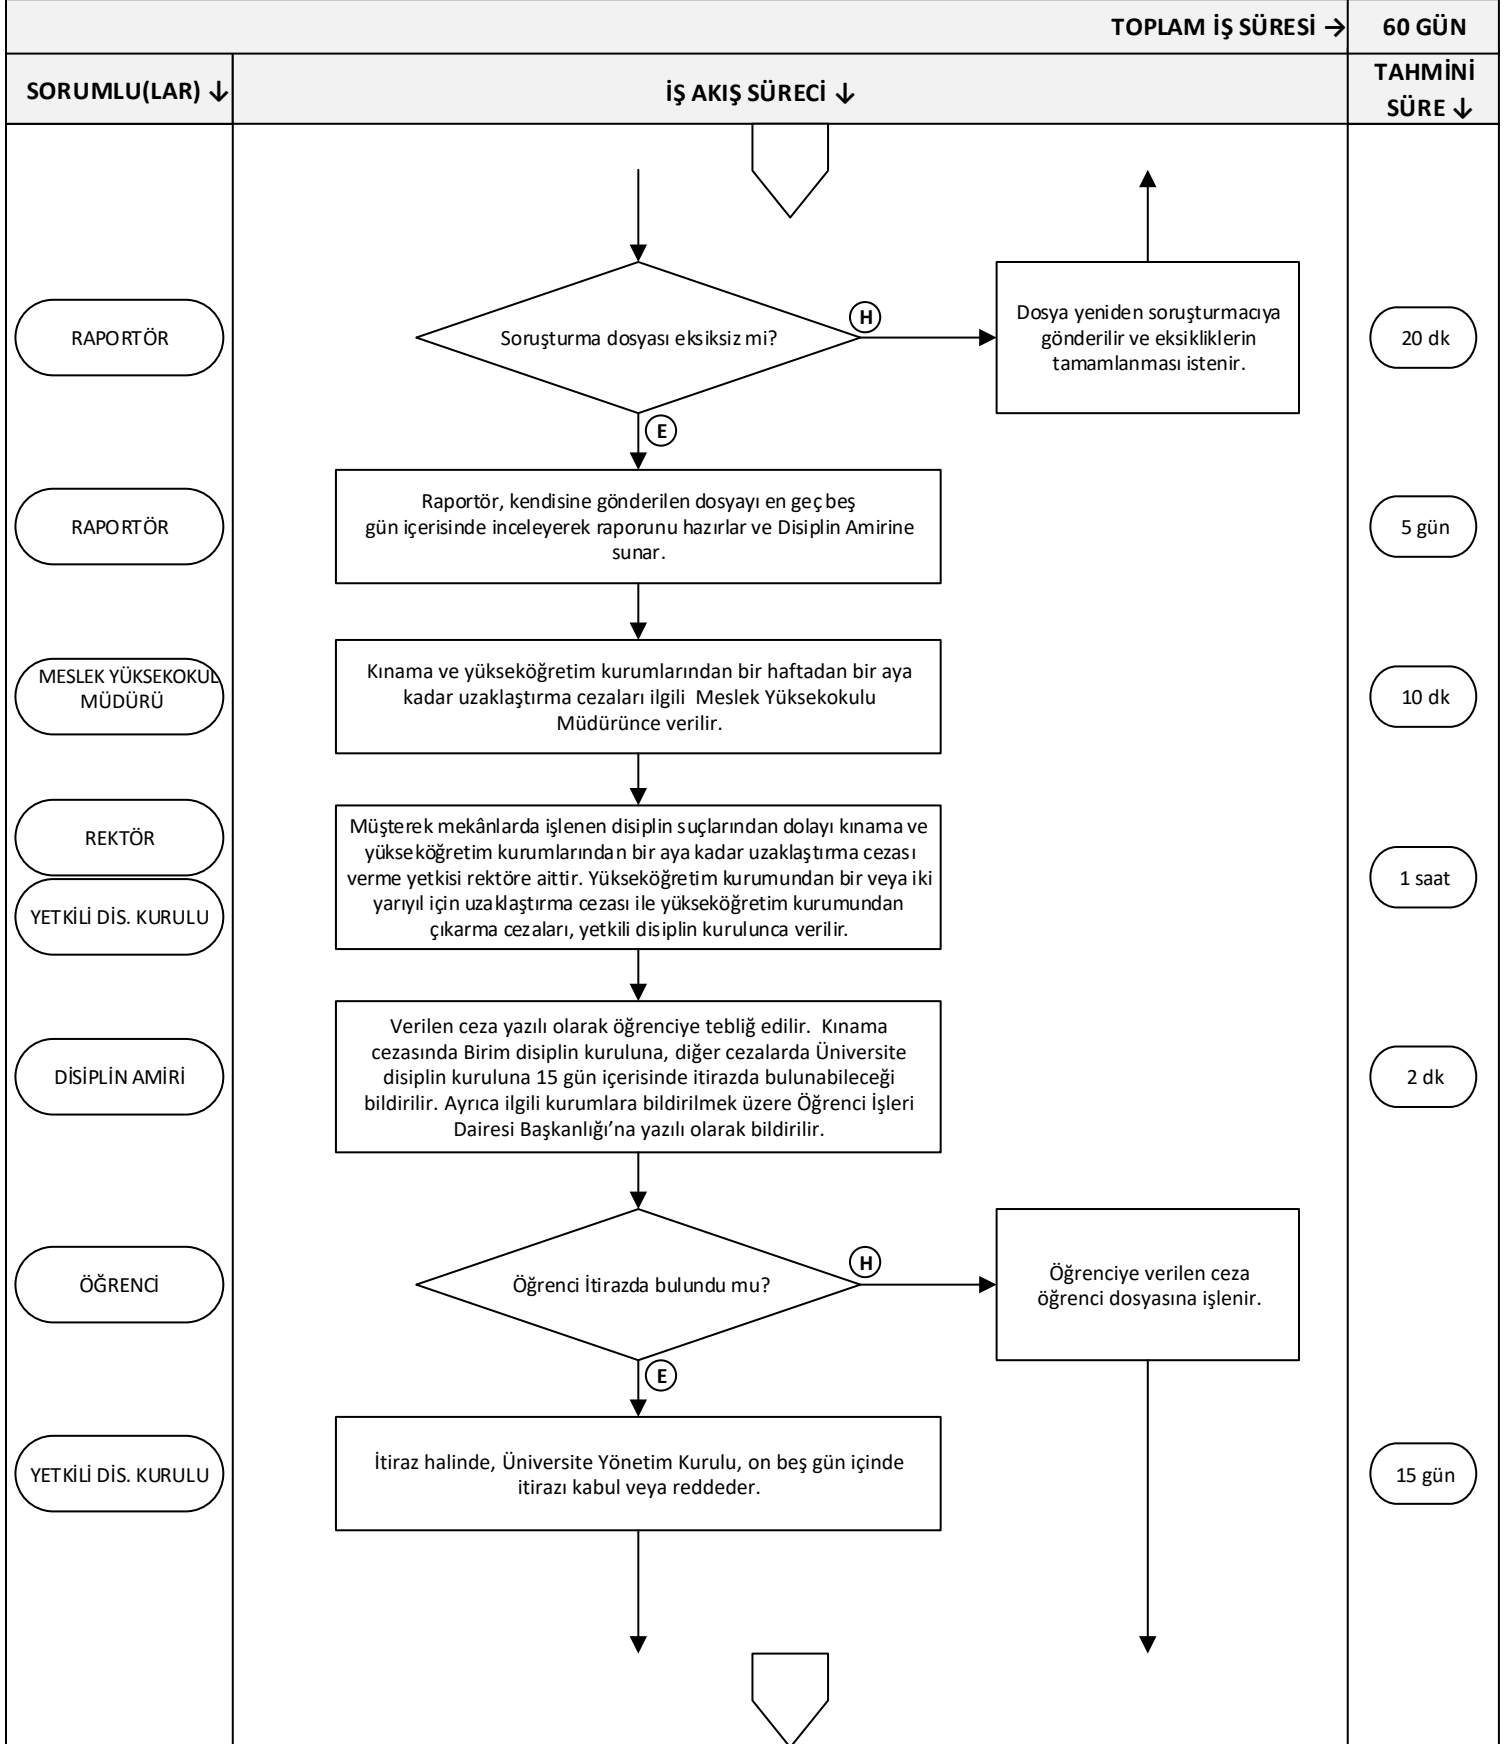 TOPLAM İŞ SÜRESİ →
60 GÜN
SORUMLU(LAR) ↓
İŞ AKIŞ SÜRECİ ↓
TAHMİNİ
SÜRE ↓
RAPORTÖR
Soruşturma dosyası eksiksiz mi?
H
Dosya yeniden soruşturmacıya
gönderilir ve eksikliklerin
tamamlanması istenir.
20 dk
E
RAPORTÖR
Raportör, kendisine gönderilen dosyayı en geç beş
gün içerisinde inceleyerek raporunu hazırlar ve Disiplin Amirine
sunar.
5 gün
MESLEK YÜKSEKOKUL
MÜDÜRÜ
Kınama ve yükseköğretim kurumlarından bir haftadan bir aya
kadar uzaklaştırma cezaları ilgili  Meslek Yüksekokulu
Müdürünce verilir.
10 dk
REKTÖR
YETKİLİ DİS. KURULU
Müşterek mekânlarda işlenen disiplin suçlarından dolayı kınama ve
yükseköğretim kurumlarından bir aya kadar uzaklaştırma cezası
verme yetkisi rektöre aittir. Yükseköğretim kurumundan bir veya iki
yarıyıl için uzaklaştırma cezası ile yükseköğretim kurumundan
çıkarma cezaları, yetkili disiplin kurulunca verilir.
1 saat
DİSİPLİN AMİRİ
Verilen ceza yazılı olarak öğrenciye tebliğ edilir.  Kınama
cezasında Birim disiplin kuruluna, diğer cezalarda Üniversite
disiplin kuruluna 15 gün içerisinde itirazda bulunabileceği
bildirilir. Ayrıca ilgili kurumlara bildirilmek üzere Öğrenci İşleri
Dairesi Başkanlığı’na yazılı olarak bildirilir.
2 dk
ÖĞRENCİ
Öğrenci İtirazda bulundu mu?
H
Öğrenciye verilen ceza
öğrenci dosyasına işlenir.
E
YETKİLİ DİS. KURULU
İtiraz halinde, Üniversite Yönetim Kurulu, on beş gün içinde
itirazı kabul veya reddeder.
15 gün